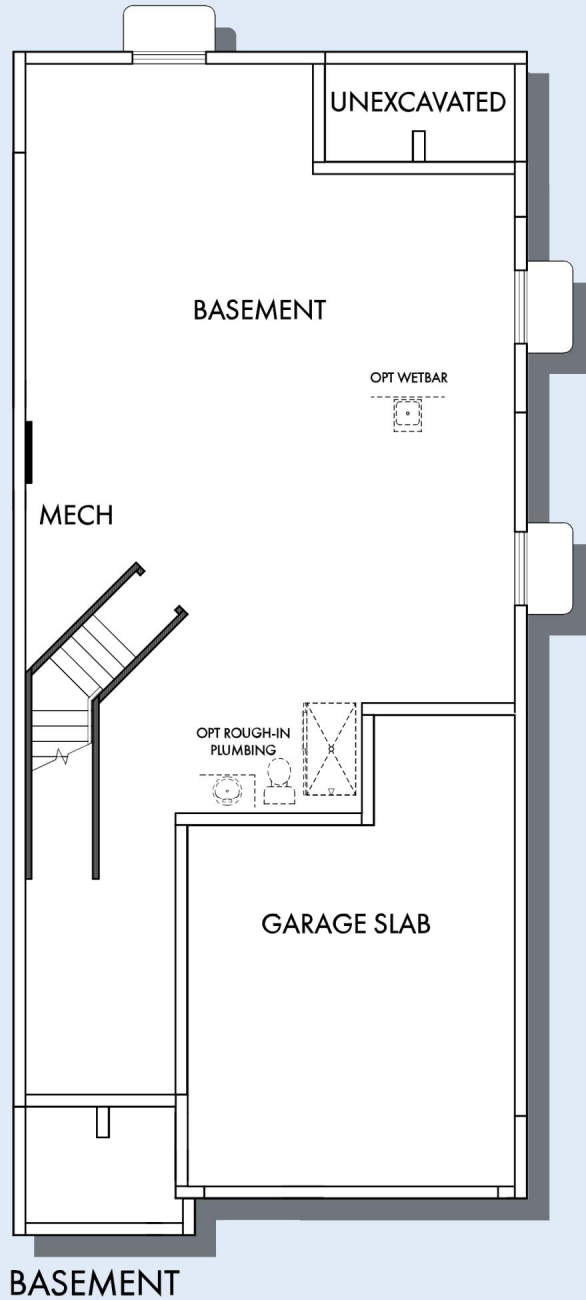 UNEXCAVATED
BASEMENT
OPT WETBAR
MECH
OPT ROUGH-IN
PLUMBING
GARAGE SLAB
BASEMENT